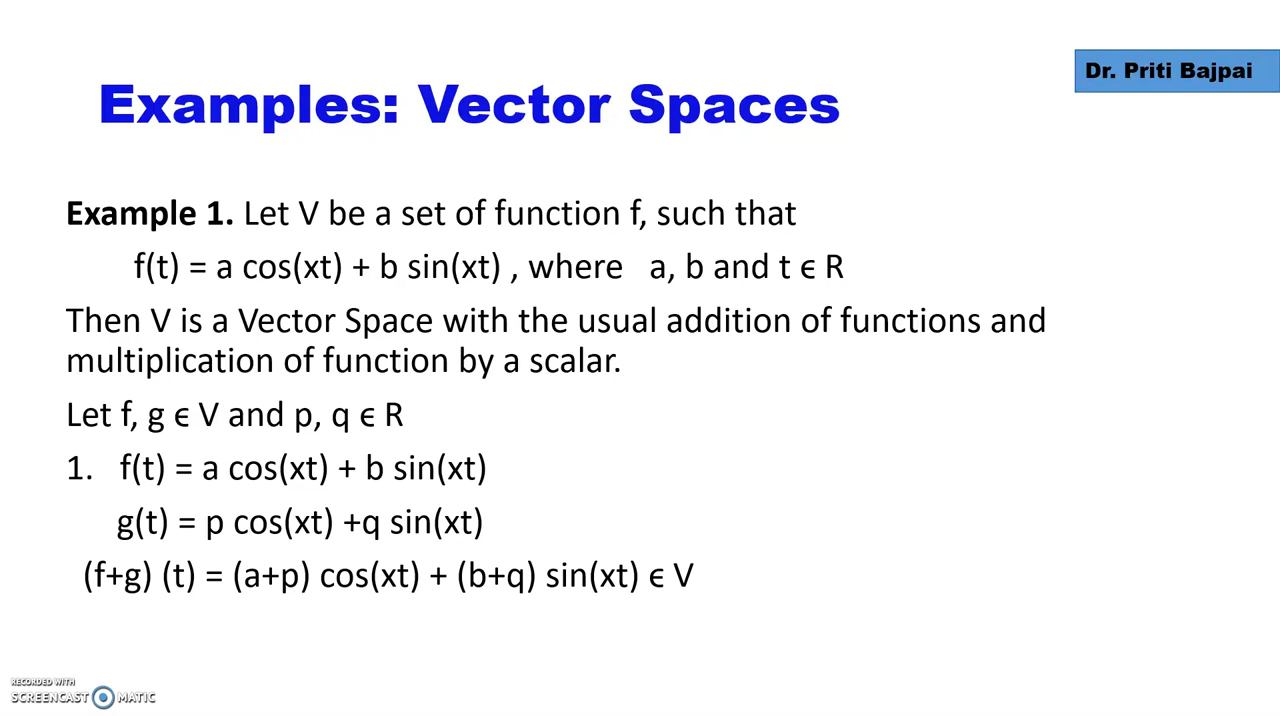 Dr. Priti Bajpai
Examples: Vector Spaces
Example 1. Let V be a set of function f, such that
f(t) = a cos(xt) + b sin(xt) , where a, b and t ϵ R
Then V is a Vector Space with the usual addition of functions and
multiplication of function by a scalar.
Let f, g ϵ V and p, q ϵ R
1. f(t) = a cos(xt) + b sin(xt)
g(t) = p cos(xt) +q sin(xt)
(f+g) (t) = (a+p) cos(xt) + (b+q) sin(xt) ϵ V
RECORDED WITH
SCREENCAST MATIC